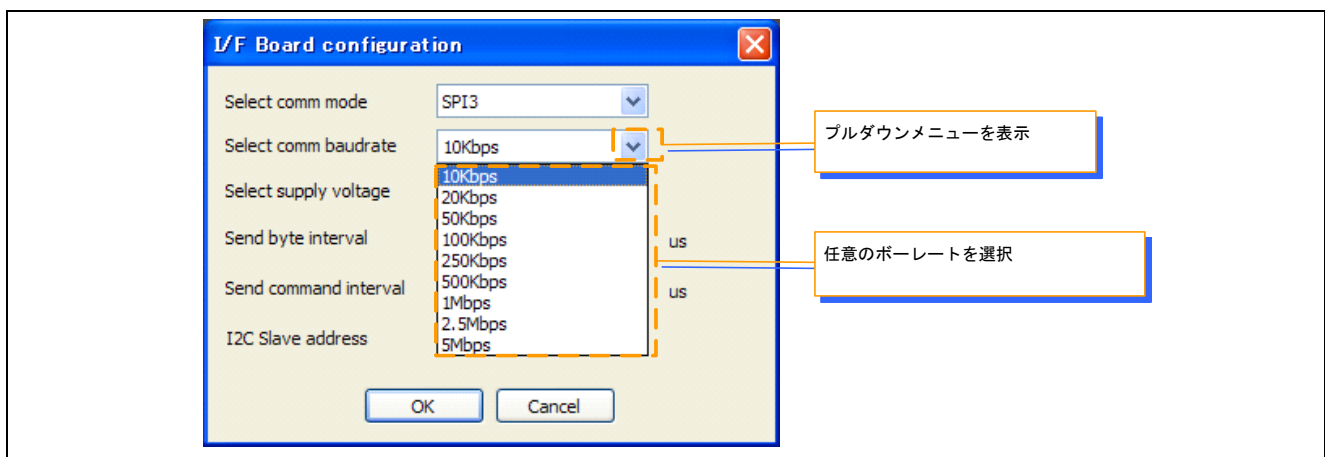 I/F Board configuration
Select comm mode
SPI3
プルダウンメニューを表示
Select comm baudrate
10Kbps
10Kbps
Select supply voltage
20Kbps
50Kbps
Send byte interval
100Kbps
us
任意のボーレートを選択
250Kbps
Send command interval
500Kbps
us
1Mbps
2.5Mbps
I2C Slave address
5Mbps
OK
Cancel